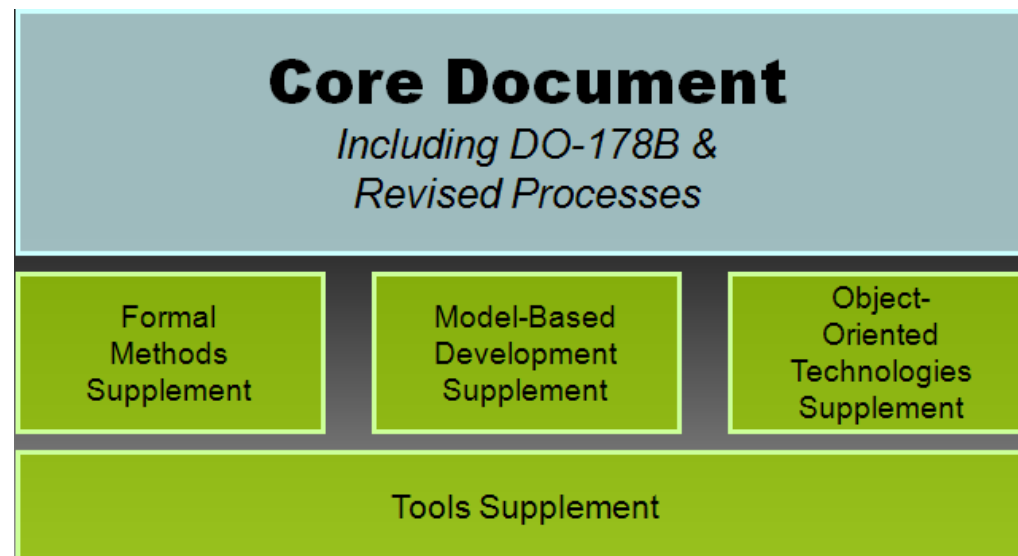 Core Document
Including DO-178B &
Revised Processes
Formal
Methods
Supplement
Model-Based
Development
Supplement
Object-
Oriented
Technologies
Supplement
Tools Supplement